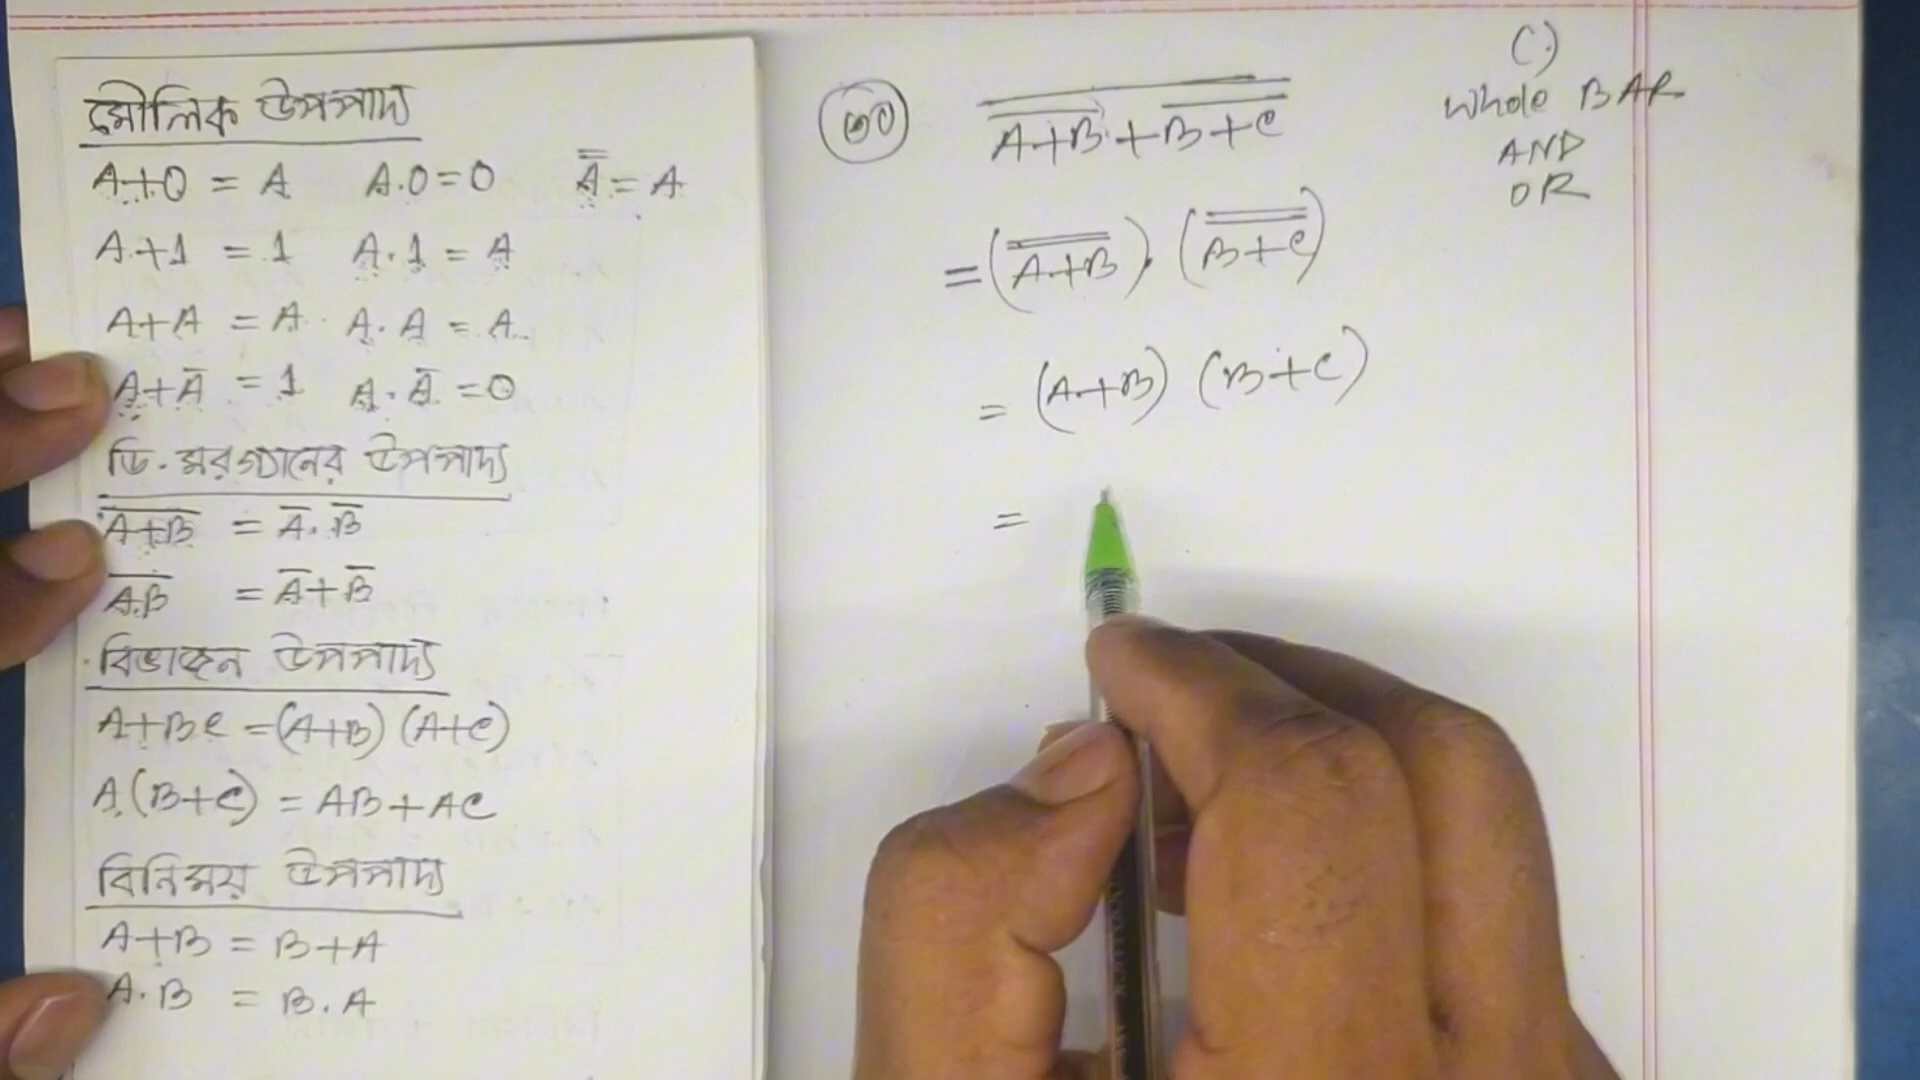 মৌলিক উপপাদ্য
A+0 = A A.0=0 A̿ = A
A+1 = 1 A.1 = A
A+A = A A.A = A
A+A̅ = 1 A.A̅ =0
ডি. মরগ্যানের উপপাদ্য
A̅+̅B̅ = A̅.B̅
A̅.̅B̅ = A̅+B̅
বিভাজন উপপাদ্য
A+BC =(A+B) (A+C)
A(B+C) = AB+AC
বিনিময় উপপাদ্য
A+B = B+A
A.B = B.A
A̿+̿B̿+̅B̿+̿C̿
=(A̿+̿B̿).(B̿+̿C̿)
= (A+B) (B+C)
=
(.)
whole BAR
AND
OR